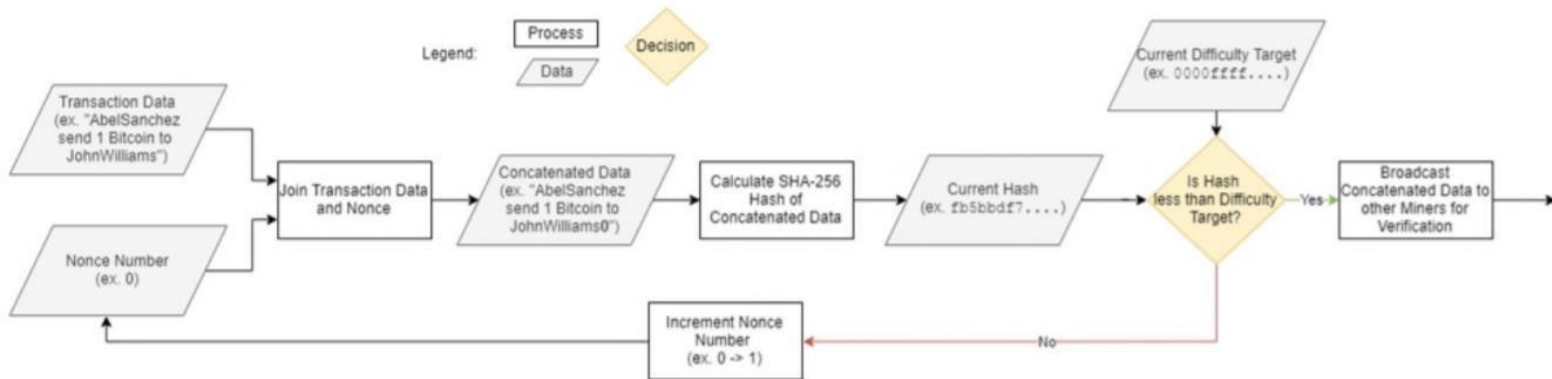 Legend:
Process
Data
Decision
Current Difficulty Target
(ex. 0000ffff....)
Transaction Data
(ex. "AbelSanchez
send 1 Bitcoin to
JohnWilliams")
Nonce Number
(ex. 0)
Join Transaction Data
and Nonce
Concatenated Data
(ex. "AbelSanchez
send 1 Bitcoin to
JohnWilliams0")
Calculate SHA-256
Hash of
Concatenated Data
Current Hash
(ex. fb5bbdf7....)
Is Hash
less than Difficulty
Target?
Yes
Broadcast
Concatenated Data to
other Miners for
Verification
No
Increment Nonce
Number
(ex. 0 -> 1)